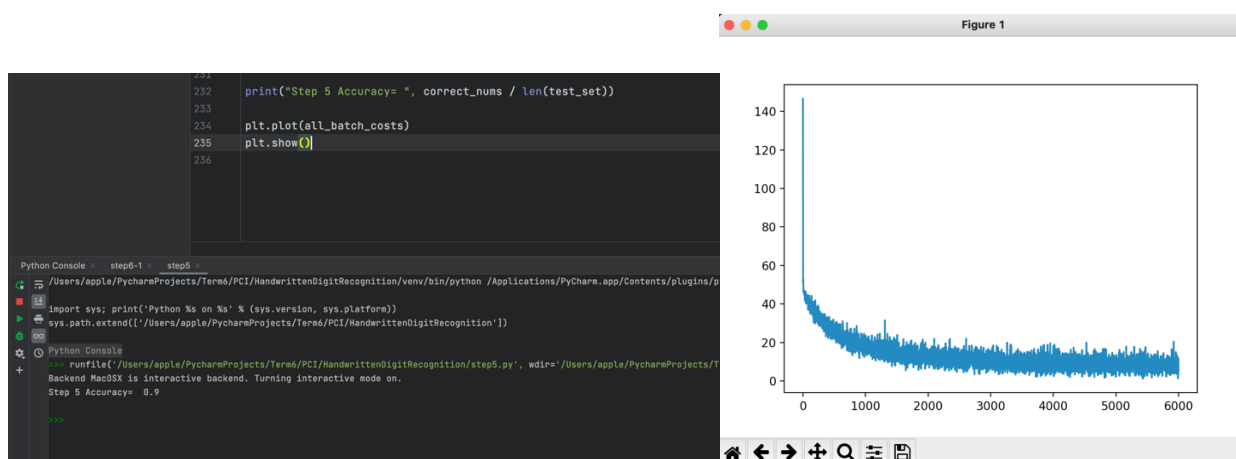 Figure 1
231
232 print("Step 5 Accuracy= ", correct_nums / len(test_set))
233
234 plt.plot(all_batch_costs)
235 plt.show()
236
Python Console × step6-1 × step5 ×
/Users/apple/PycharmProjects/Term6/PCI/HandwrittenDigitRecognition/venv/bin/python /Applications/PyCharm.app/Contents/plugins/p
import sys; print('Python %s on %s' % (sys.version, sys.platform))
sys.path.extend(['/Users/apple/PycharmProjects/Term6/PCI/HandwrittenDigitRecognition'])
Python Console
>>> runfile('/Users/apple/PycharmProjects/Term6/PCI/HandwrittenDigitRecognition/step5.py', wdir='/Users/apple/PycharmProjects/T
Backend MacOSX is interactive backend. Turning interactive mode on.
Step 5 Accuracy=  0.9
>>>
140
120
100
80
60
40
20
0
0 1000 2000 3000 4000 5000 6000